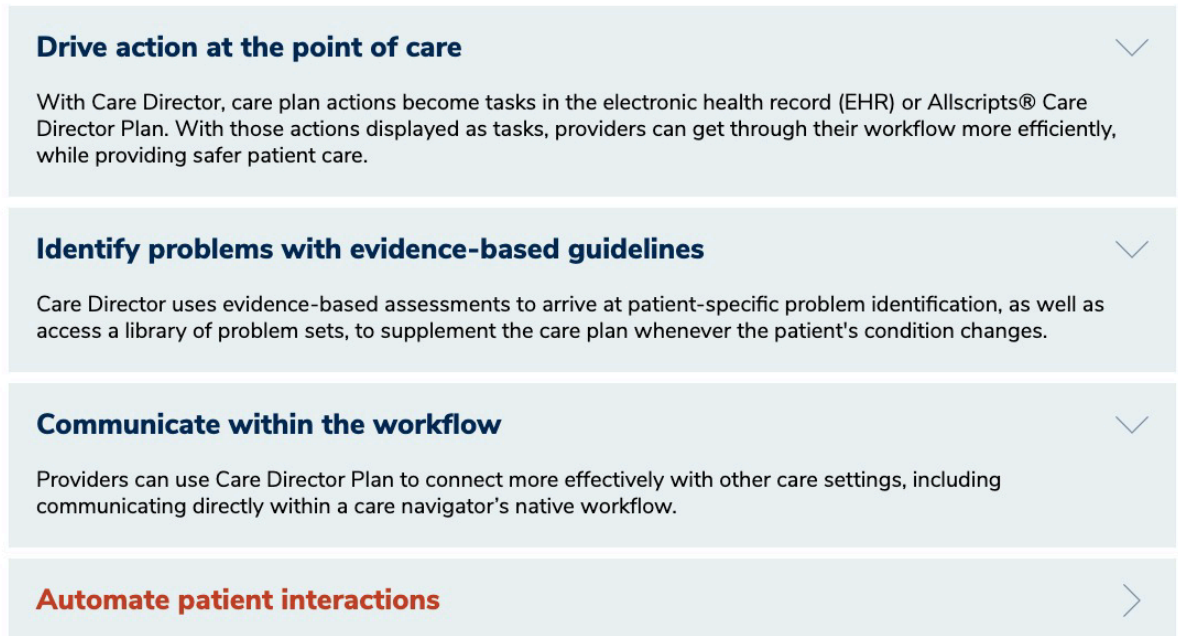 Drive action at the point of care
With Care Director, care plan actions become tasks in the electronic health record (EHR) or Allscripts® Care
Director Plan. With those actions displayed as tasks, providers can get through their workflow more efficiently,
while providing safer patient care.
Identify problems with evidence-based guidelines
Care Director uses evidence-based assessments to arrive at patient-specific problem identification, as well as
access a library of problem sets, to supplement the care plan whenever the patient's condition changes.
Communicate within the workflow
Providers can use Care Director Plan to connect more effectively with other care settings, including
communicating directly within a care navigator’s native workflow.
Automate patient interactions